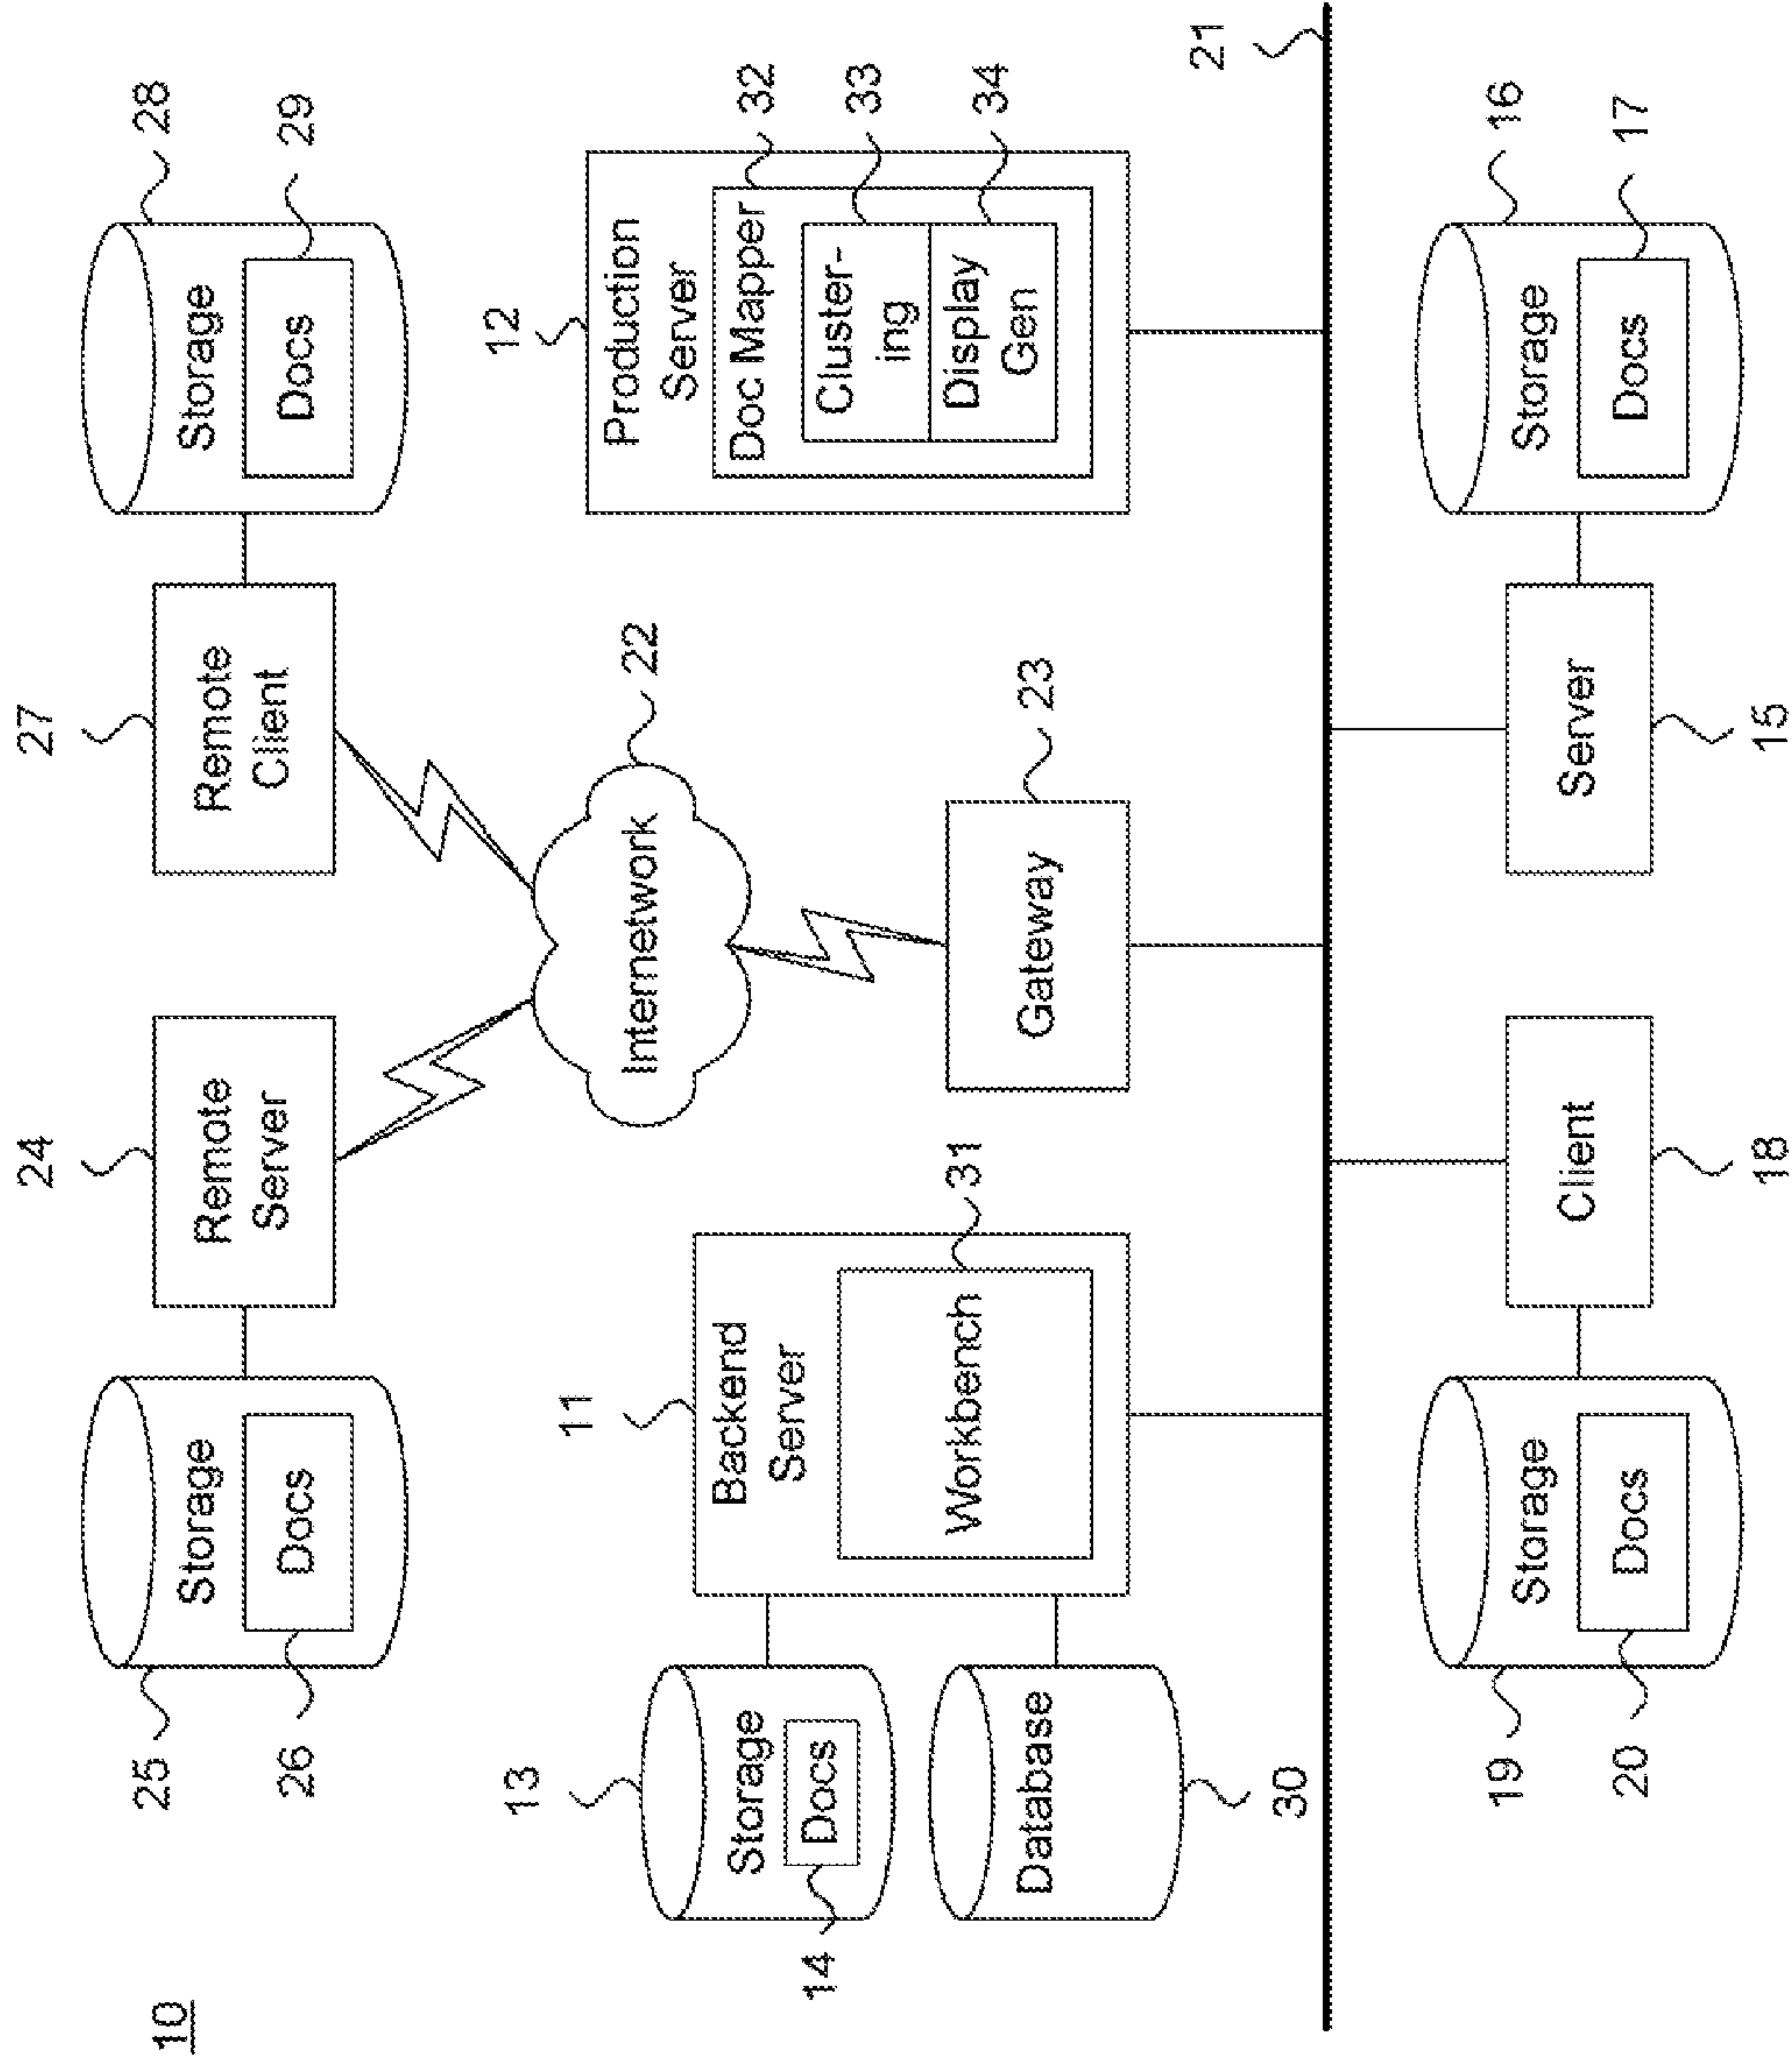 10
24
27
25
26
Storage
Docs
Remote
Server
Remote
Client
Storage
Docs
28
29
22
Internetwork
13
14
Storage
Docs
Database
30
11
Backend
Server
Workbench
31
23
Gateway
12
Production
Server
Doc Mapper
Cluster-
ing
Display
Gen
32
33
34
21
19
20
Storage
Docs
Client
18
Server
15
Storage
Docs
16
17